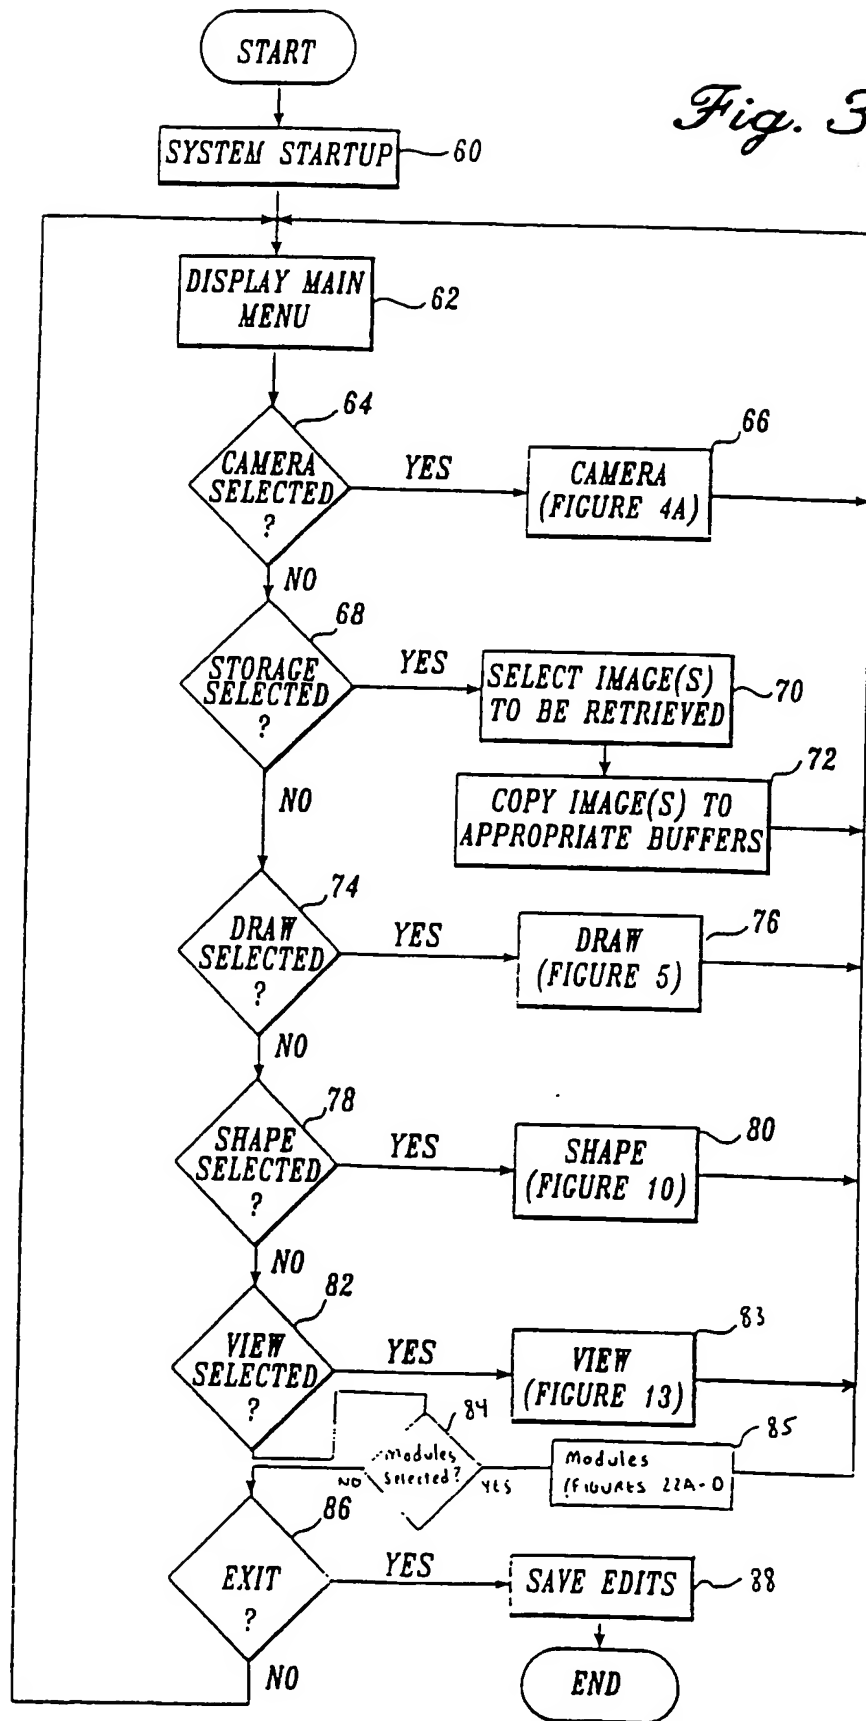 START
Fig. 3
SYSTEM STARTUP
60
DISPLAY MAIN
MENU
62
64
CAMERA
SELECTED
?
YES
66
CAMERA
(FIGURE 4A)
NO
68
STORAGE
SELECTED
?
YES
SELECT IMAGE(S)
TO BE RETRIEVED
70
72
COPY IMAGE(S) TO
APPROPRIATE BUFFERS
NO
74
DRAW
SELECTED
?
YES
76
DRAW
(FIGURE 5)
NO
78
SHAPE
SELECTED
?
YES
80
SHAPE
(FIGURE 10)
NO
82
VIEW
SELECTED
?
YES
83
VIEW
(FIGURE 13)
84
Modules
Selected?
NO
YES
85
Modules
(FIGURES 22A-D
86
EXIT
?
YES
SAVE EDITS
88
NO
END